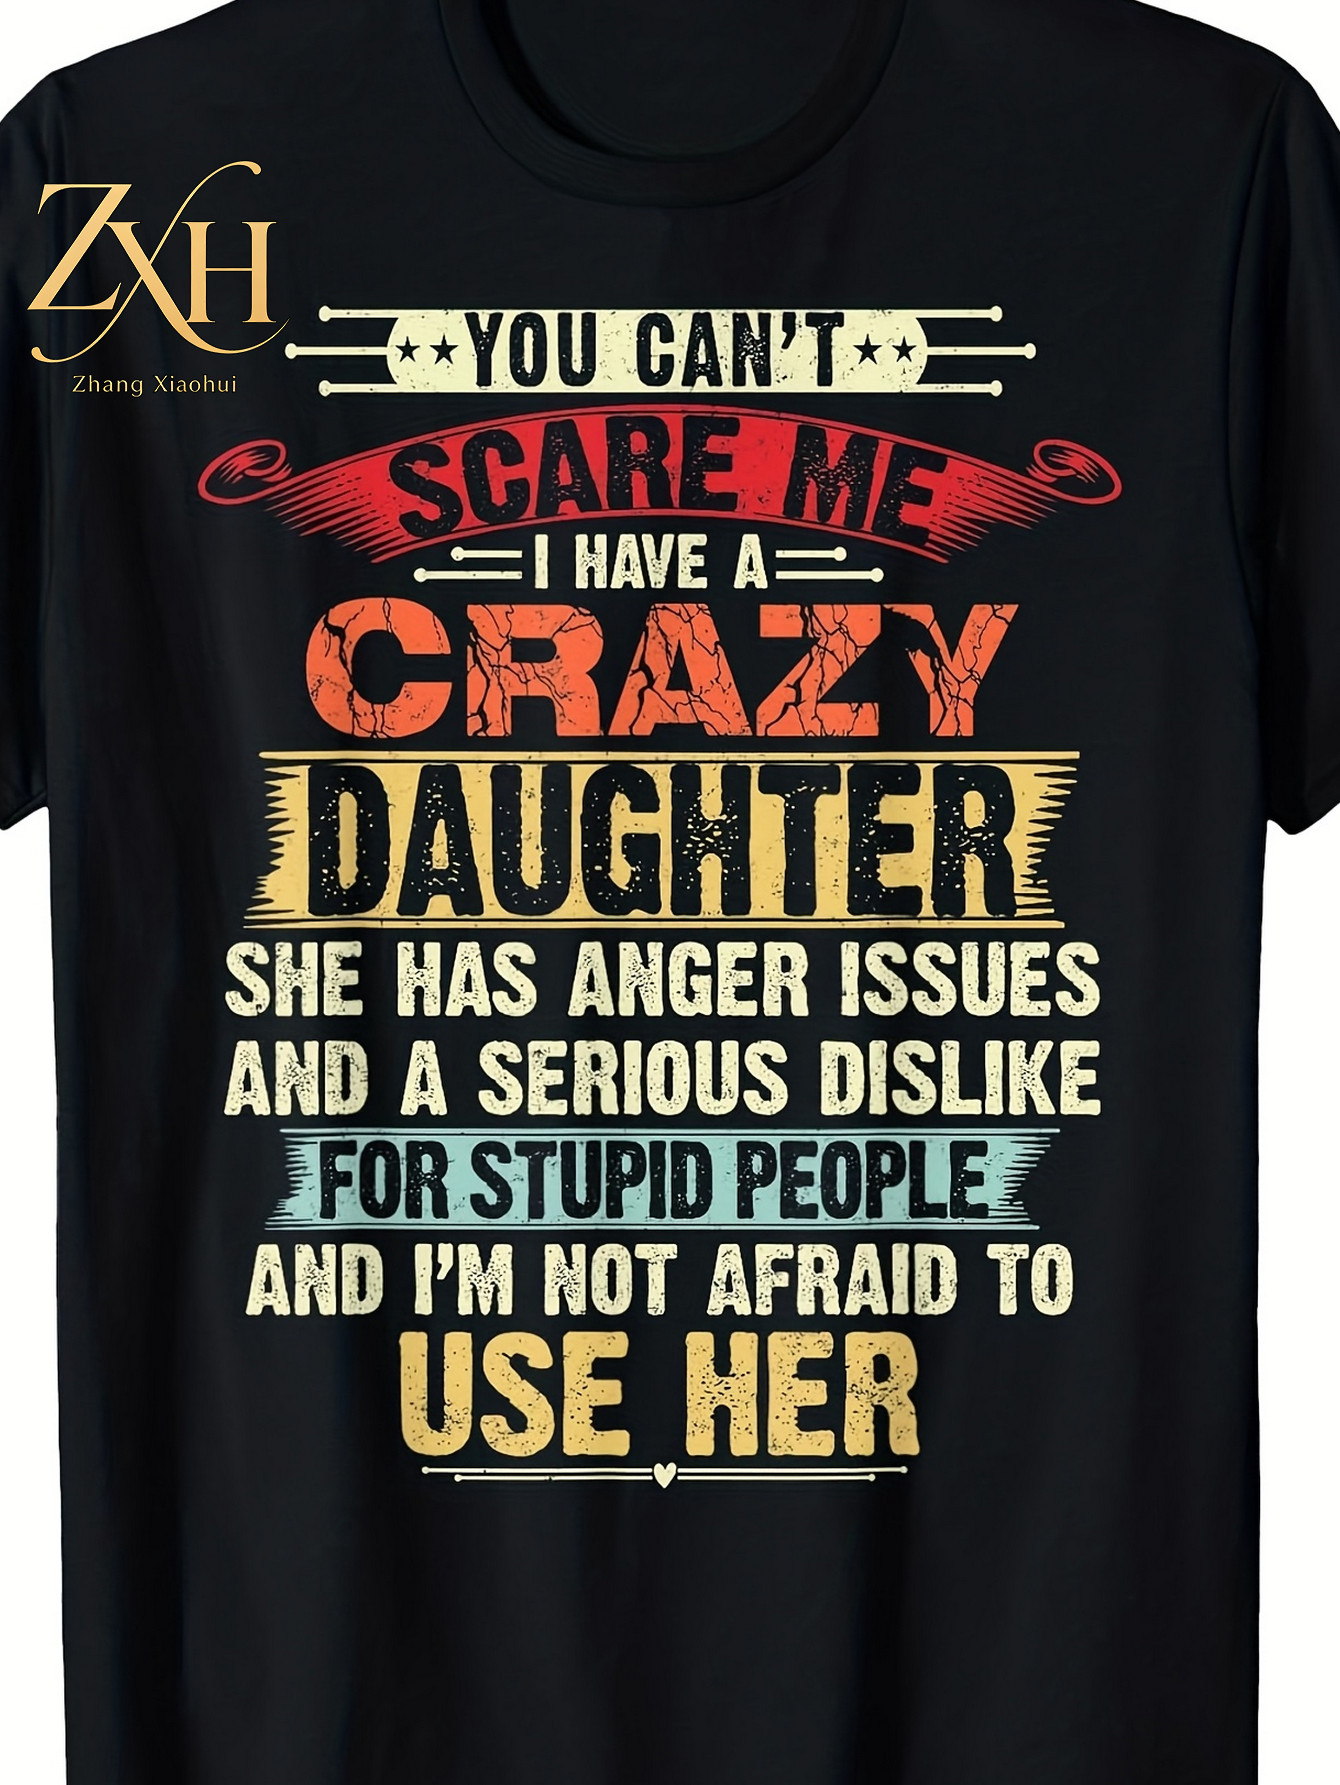 ZXH
Zhang Xiaohui
YOU CAN'T
SCARE ME
I HAVE A
CRAZY
DAUGHTER
SHE HAS ANGER ISSUES
AND A SERIOUS DISLIKE
FOR STUPID PEOPLE
AND I'M NOT AFRAID TO
USE HER